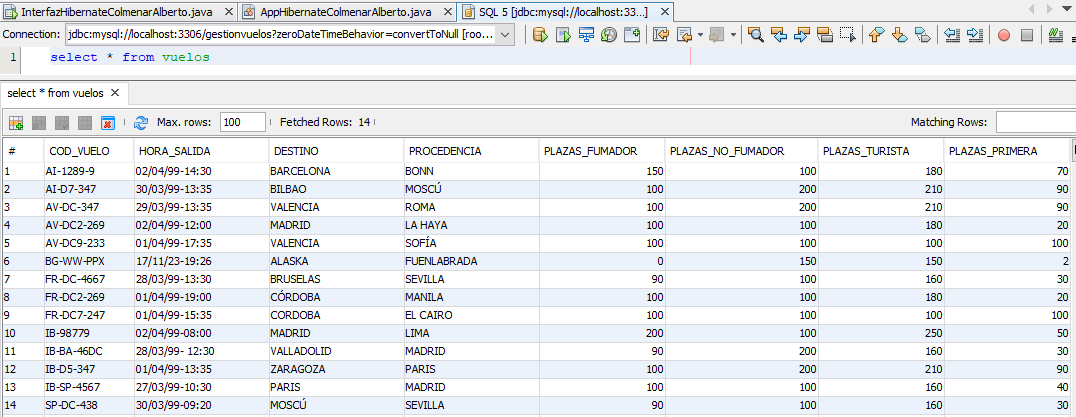 InterfazHibernateColmenarAlberto.java AppHibernateColmenarAlberto.java SQL 5 [jdbc:mysql://localhost:33...]
Connection: jdbc:mysql://localhost:3306/gestionvuelos?zeroDateTimeBehavior=convertToNull [roo...
1 select * from vuelos
select * from vuelos
Max. rows: 100 Fetched Rows: 14 Matching Rows:
# COD_VUELO HORA_SALIDA DESTINO PROCEDENCIA PLAZAS_FUMADOR PLAZAS_NO_FUMADOR PLAZAS_TURISTA PLAZAS_PRIMERA
1 AI-1289-9 02/04/99-14:30 BARCELONA BONN 150 100 180 70
2 AI-D7-347 30/03/99-13:35 BILBAO MOSCÚ 100 200 210 90
3 AV-DC-347 29/03/99-13:35 VALENCIA ROMA 100 200 210 90
4 AV-DC2-269 02/04/99-12:00 MADRID LA HAYA 100 100 180 20
5 AV-DC9-233 01/04/99-17:35 VALENCIA SOFÍA 100 100 100 100
6 BG-WW-PPX 17/11/23-19:26 ALASKA FUENLABRADA 0 150 150 2
7 FR-DC-4667 28/03/99-13:30 BRUSELAS SEVILLA 90 100 160 30
8 FR-DC2-269 01/04/99-19:00 CÓRDOBA MANILA 100 100 180 20
9 FR-DC7-247 01/04/99-15:35 CORDOBA EL CAIRO 100 100 100 100
10 IB-98779 02/04/99-08:00 MADRID LIMA 200 100 250 50
11 IB-BA-46DC 28/03/99- 12:30 VALLADOLID MADRID 90 200 160 30
12 IB-D5-347 01/04/99-13:35 ZARAGOZA PARIS 100 200 210 90
13 IB-SP-4567 27/03/99-10:30 PARIS MADRID 100 100 160 40
14 SP-DC-438 30/03/99-09:20 MOSCÚ SEVILLA 90 100 160 30